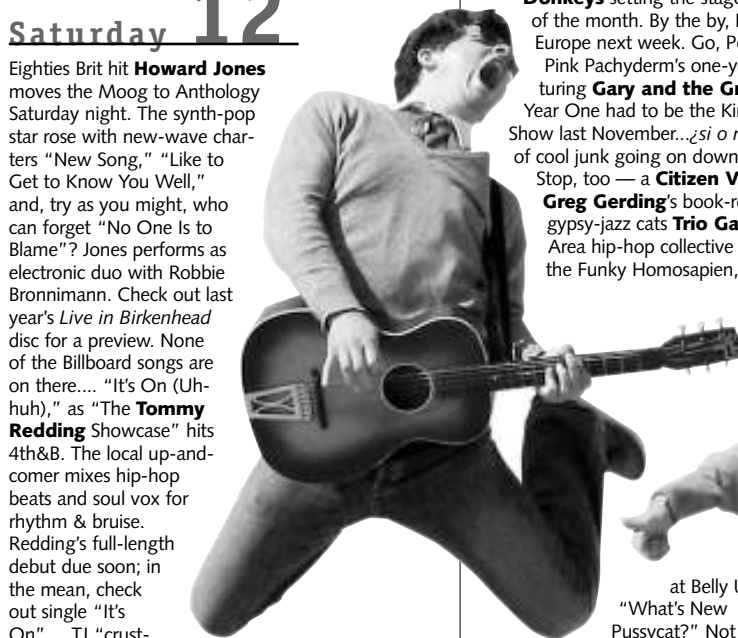 Saturday 12
Eighties Brit hit Howard Jones
moves the Moog to Anthology
Saturday night. The synth-pop
star rose with new-wave char-
ters “New Song,” “Like to
Get to Know You Well,”
and, try as you might, who
can forget “No One Is to
Blame”? Jones performs as
electronic duo with Robbie
Bronnimann. Check out last
year’s Live in Birkenhead
disc for a preview. None
of the Billboard songs are
on there.... “It’s On (Uh-
huh),” as “The Tommy
Redding Showcase” hits
4th&B. The local up-and-
comer mixes hip-hop
beats and soul vox for
rhythm & bruise.
Redding’s full-length
debut due soon; in
the mean, check
out single “It’s
On”.... TJ “crust-
Donkeys setting the stage
of the month. By the by,
Europe next week. Go,
Pink Pachyderm’s one-y
turing Gary and the
Year One had to be the
Show last November...¿si o
of cool junk going on down
Stop, too — a Citizen
Greg Gerding’s book-r
gypsy-jazz cats Trio
Area hip-hop collective
the Funky Homosapien,
at Belly
“What’s New
Pussycat?” Not